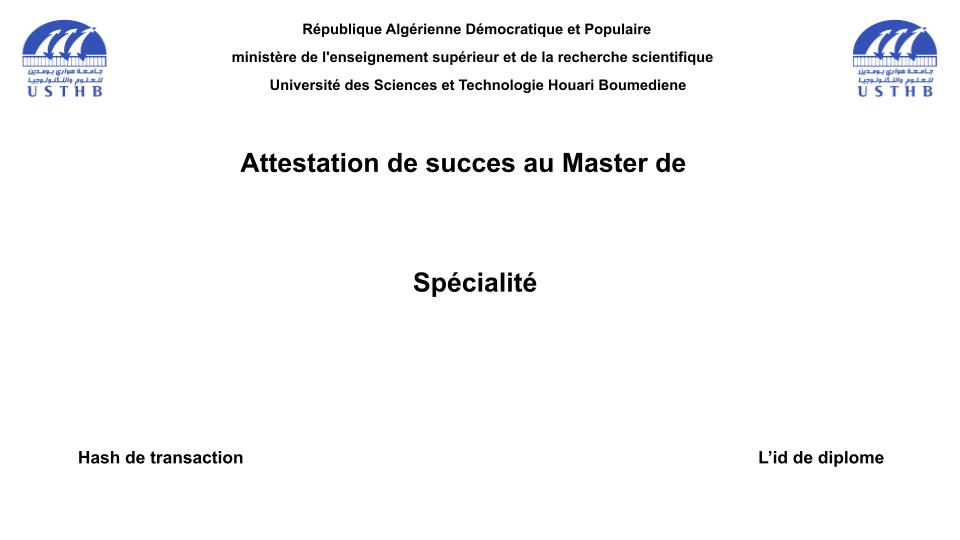 République Algérienne Démocratique et Populaire
ministère de l'enseignement supérieur et de la recherche scientifique
Université des Sciences et Technologie Houari Boumediene
جامعة هواري بومدين
للعلوم والتكنولوجيا
USTHB
جامعة هواري بومدين
للعلوم والتكنولوجيا
USTHB
Attestation de succes au Master de
Spécialité
Hash de transaction
L’id de diplome